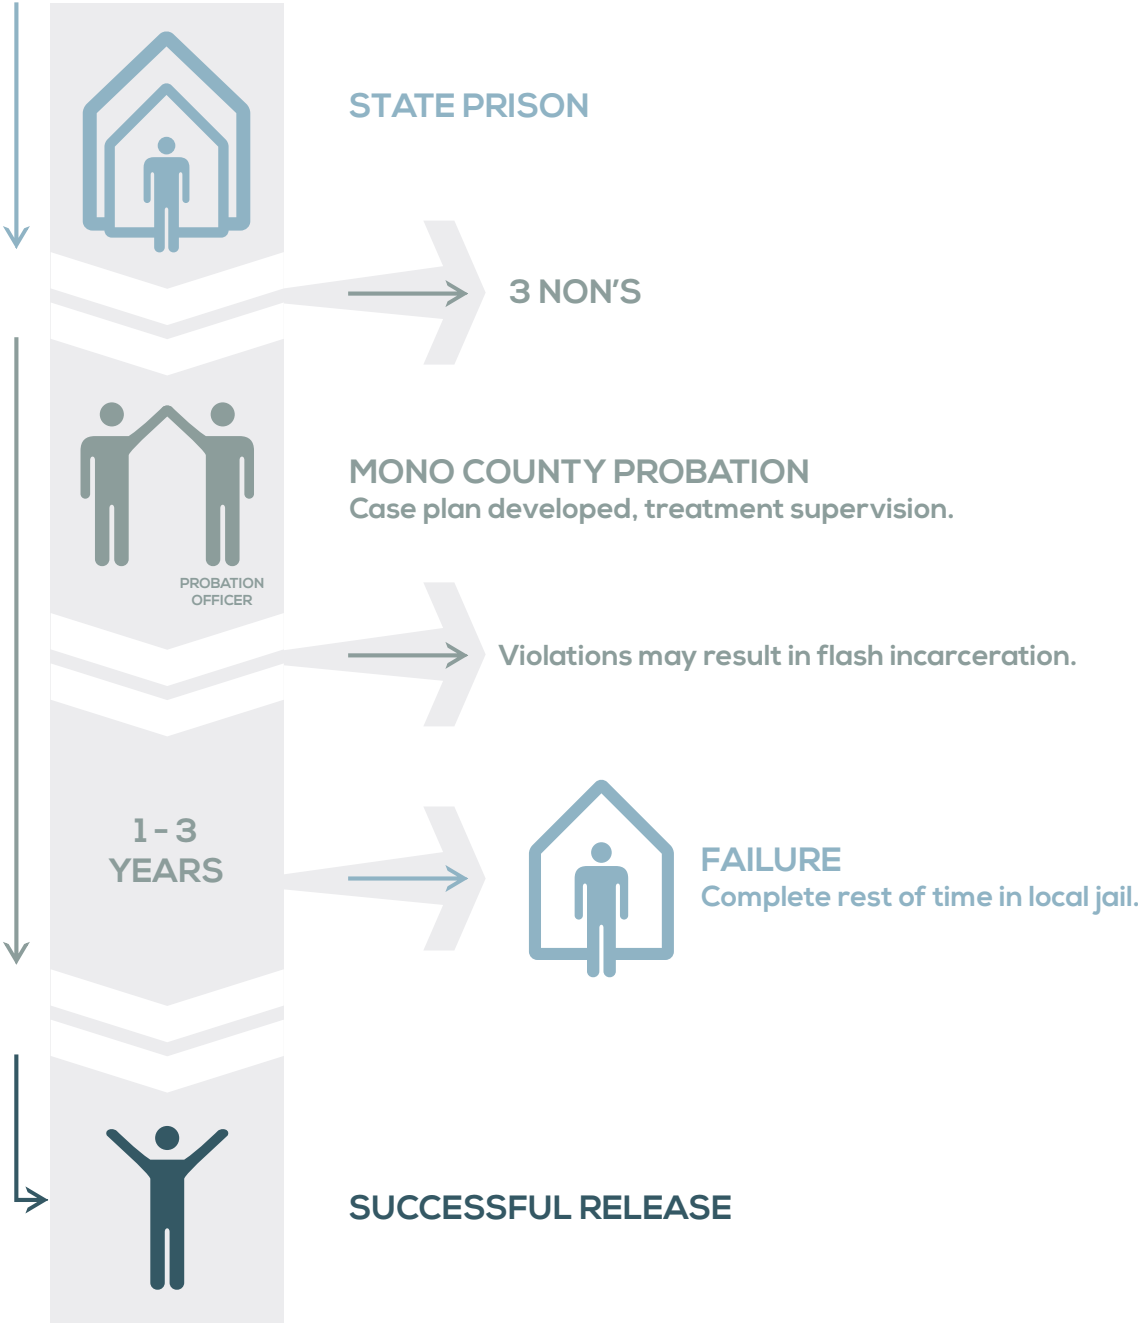 STATE PRISON
3 NON’S
MONO COUNTY PROBATION
Case plan developed, treatment supervision.
PROBATION
OFFICER
Violations may result in flash incarceration.
1 - 3
YEARS
FAILURE
Complete rest of time in local jail.
SUCCESSFUL RELEASE